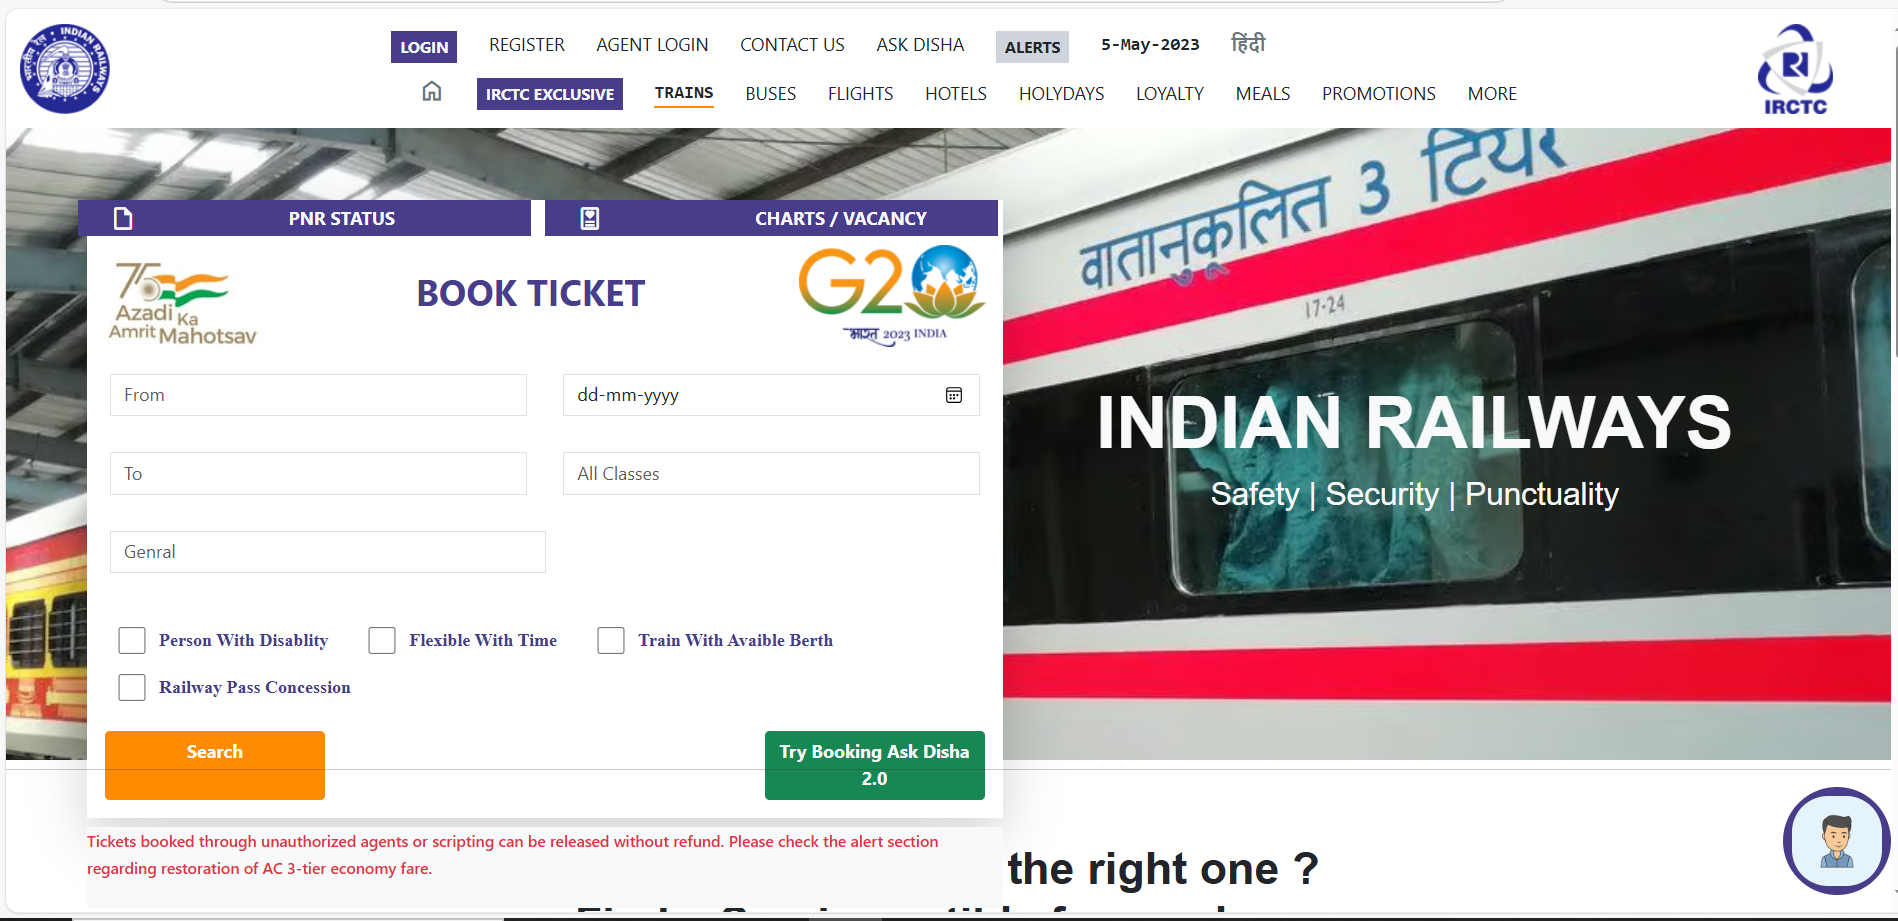 LOGIN REGISTER AGENT LOGIN CONTACT US ASK DISHA ALERTS 5-May-2023 हिंदी
IRCTC EXCLUSIVE TRAINS BUSES FLIGHTS HOTELS HOLYDAYS LOYALTY MEALS PROMOTIONS MORE
भारतीय रेल INDIAN RAILWAYS
IRCTC
PNR STATUS
CHARTS / VACANCY
75
Azadi Ka
Amrit Mahotsav
BOOK TICKET
G20
भारत 2023 INDIA
From
dd-mm-yyyy
To
All Classes
Genral
Person With Disablity
Flexible With Time
Train With Avaible Berth
Railway Pass Concession
Search
Try Booking Ask Disha
2.0
वातानुकूलित 3 टियर
17-24
INDIAN RAILWAYS
Safety | Security | Punctuality
Tickets booked through unauthorized agents or scripting can be released without refund. Please check the alert section
regarding restoration of AC 3-tier economy fare.
the right one ?